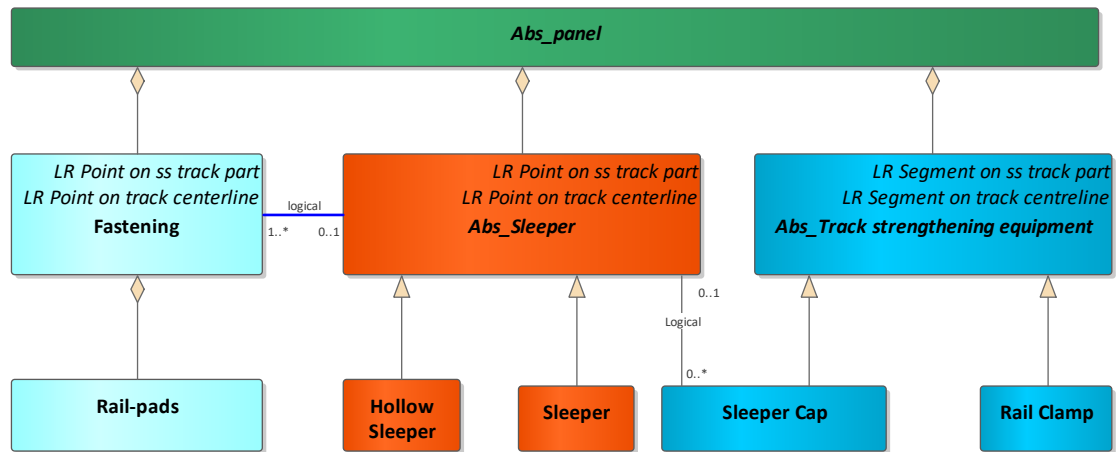 Abs_panel
LR Point on ss track part
LR Point on track centerline
Fastening
logical
1..*
0..1
LR Point on ss track part
LR Point on track centerline
Abs_Sleeper
LR Segment on ss track part
LR Segment on track centreline
Abs_Track strengthening equipment
0..1
Logical
0..*
Rail-pads
Hollow
Sleeper
Sleeper
Sleeper Cap
Rail Clamp